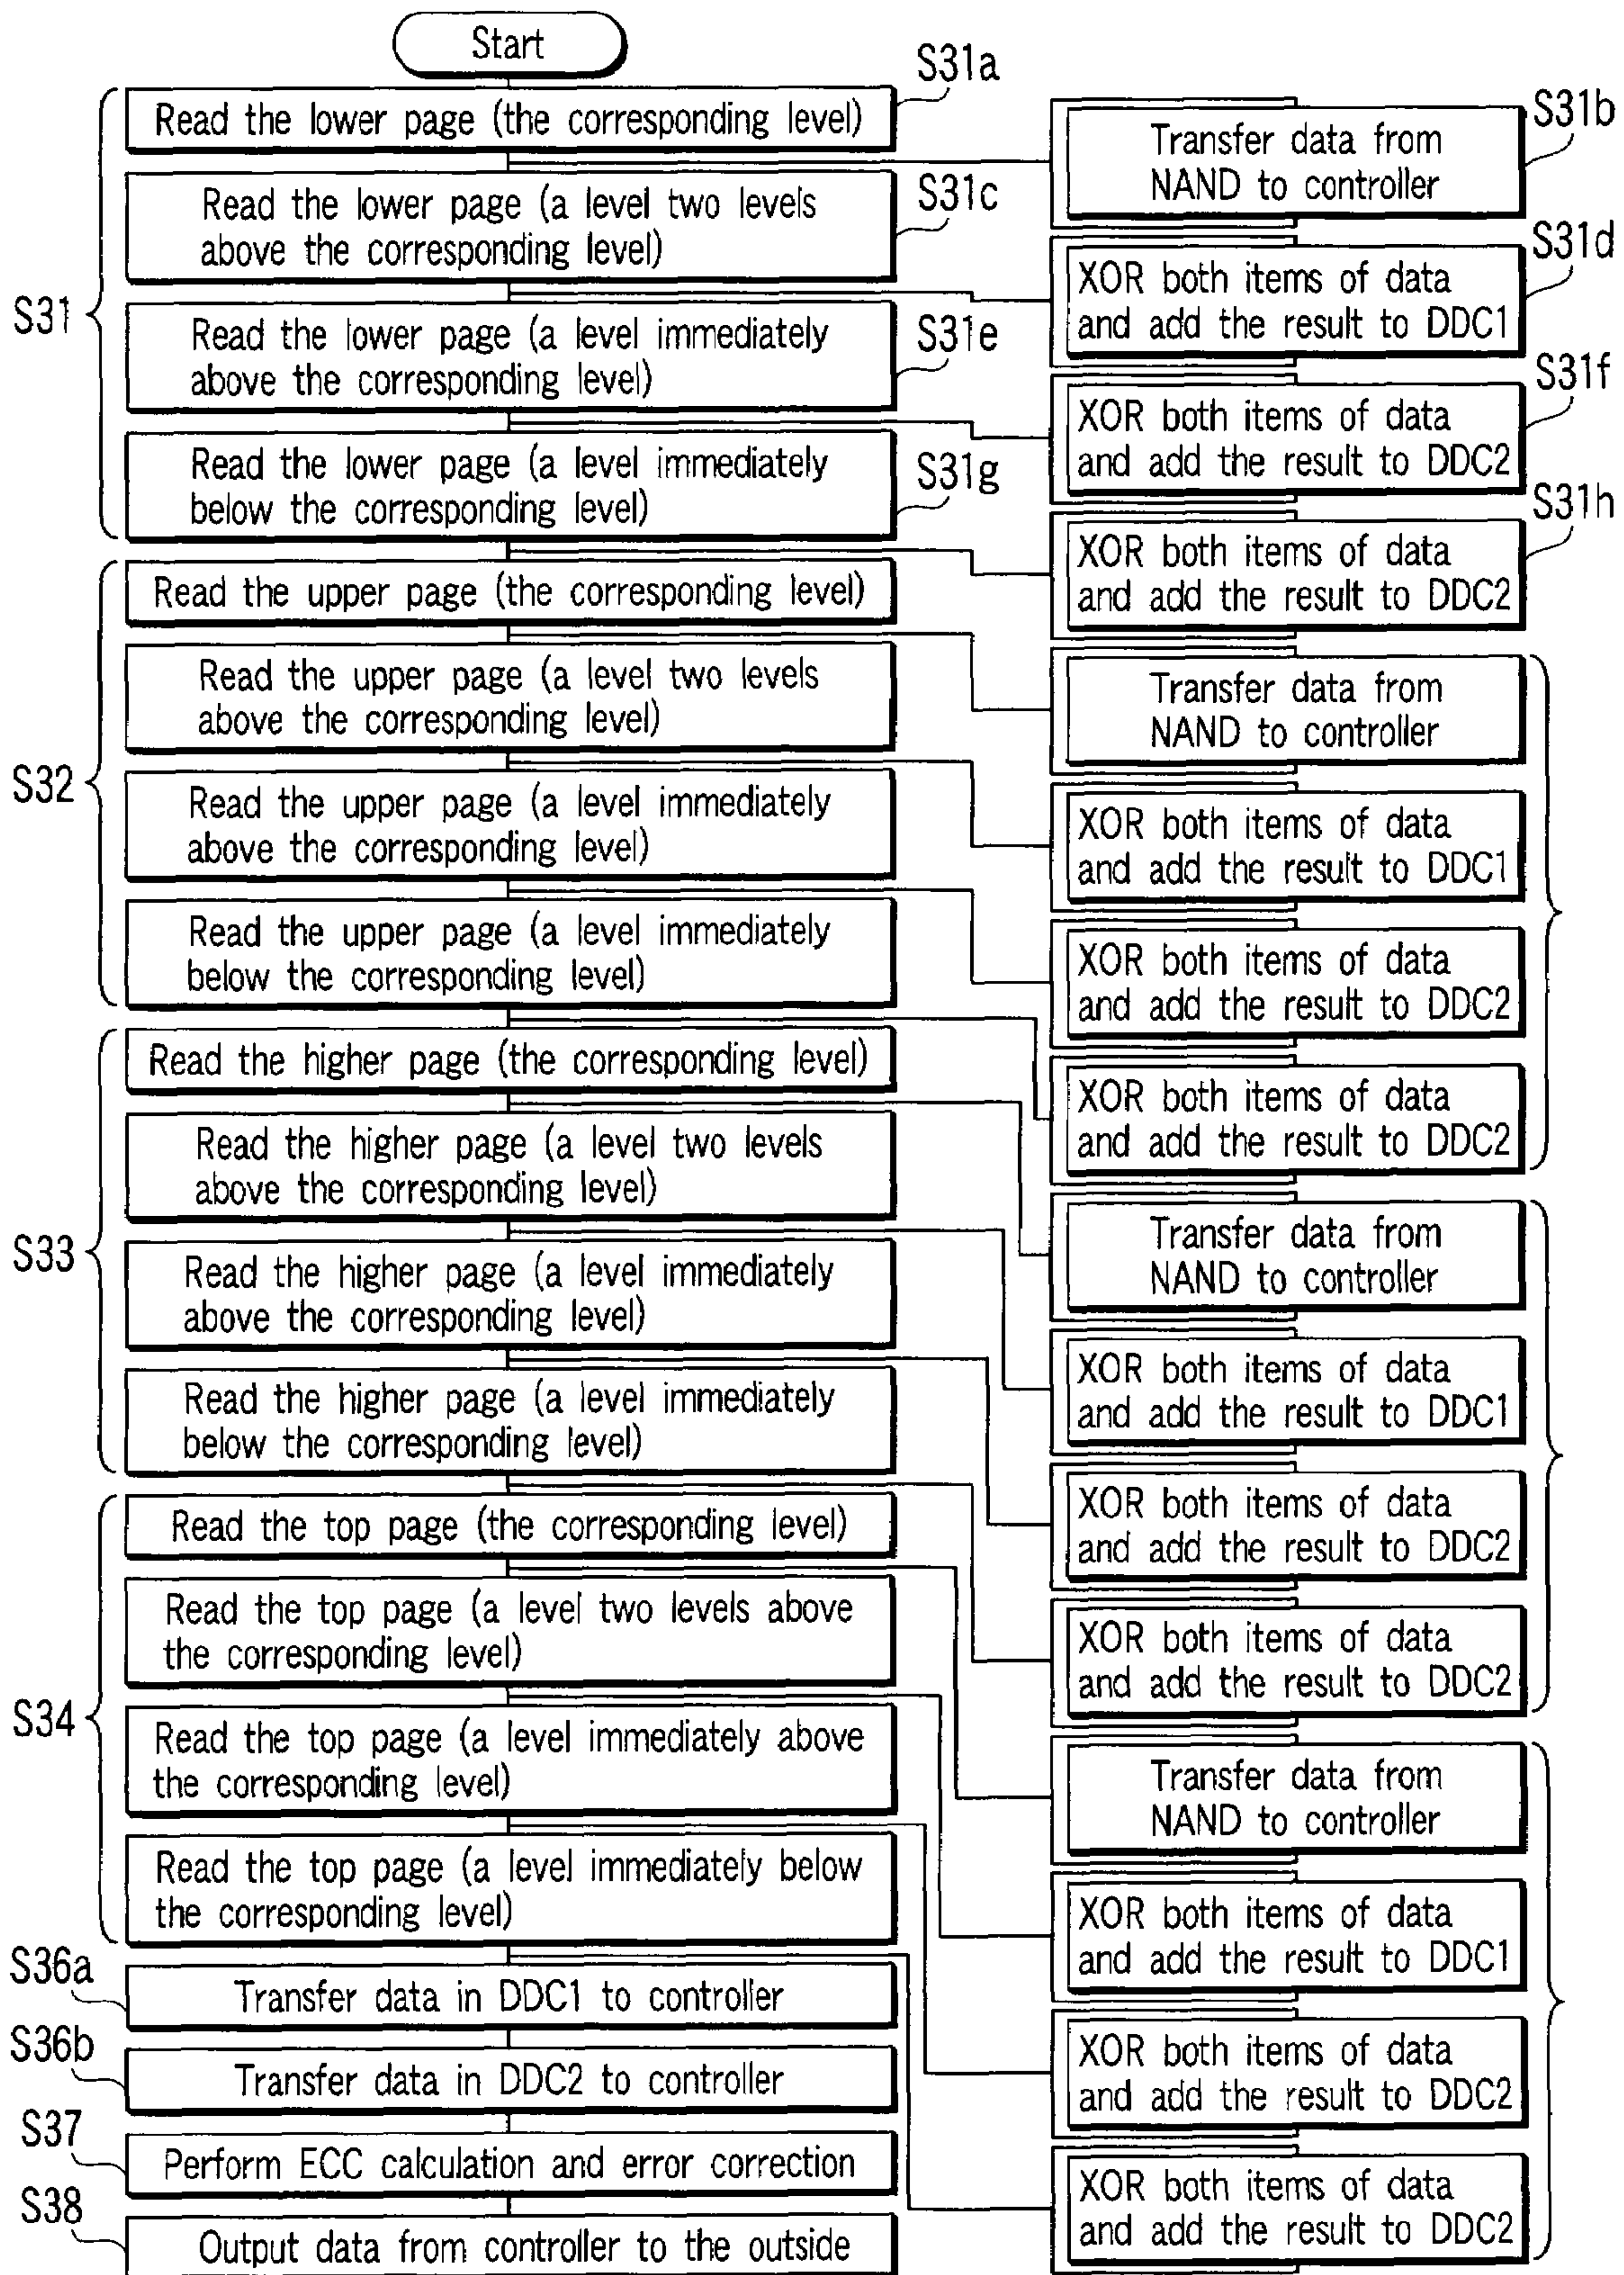 Start
S31a
Read the lower page (the corresponding level)
S31b
Transfer data from
NAND to controller
S31c
Read the lower page (a level two levels
above the corresponding level)
S31d
XOR both items of data
and add the result to DDC1
S31
Read the lower page (a level immediately
above the corresponding level)
S31e
S31f
XOR both items of data
and add the result to DDC2
Read the lower page (a level immediately
below the corresponding level)
S31g
S31h
XOR both items of data
and add the result to DDC2
Read the upper page (the corresponding level)
Transfer data from
NAND to controller
Read the upper page (a level two levels
above the corresponding level)
S32
XOR both items of data
and add the result to DDC1
Read the upper page (a level immediately
above the corresponding level)
XOR both items of data
and add the result to DDC2
Read the upper page (a level immediately
below the corresponding level)
XOR both items of data
and add the result to DDC2
Read the higher page (the corresponding level)
Transfer data from
NAND to controller
Read the higher page (a level two levels
above the corresponding level)
S33
XOR both items of data
and add the result to DDC1
Read the higher page (a level immediately
above the corresponding level)
XOR both items of data
and add the result to DDC2
Read the higher page (a level immediately
below the corresponding level)
XOR both items of data
and add the result to DDC2
Read the top page (the corresponding level)
Transfer data from
NAND to controller
Read the top page (a level two levels above
the corresponding level)
S34
XOR both items of data
and add the result to DDC1
Read the top page (a level immediately above
the corresponding level)
XOR both items of data
and add the result to DDC2
Read the top page (a level immediately below
the corresponding level)
XOR both items of data
and add the result to DDC2
S36a
Transfer data in DDC1 to controller
S36b
Transfer data in DDC2 to controller
S37
Perform ECC calculation and error correction
S38
Output data from controller to the outside